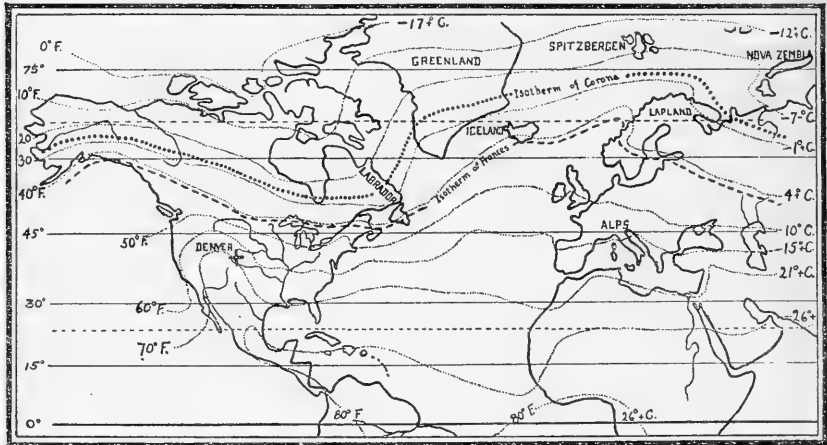 -17+C.
-12+C.
0°F.
GREENLAND
SPITZBERGEN
NOVA ZEMBLA
75°
Isotherm of Corona
10°F.
-7°C.
ICELAND
LAPLAND
20°
-1°C.
30°
LABRADOR
Isotherm of Frances
40°F.
4+C.
50°F.
45°
DENVER
ALPS
10°C.
-15+C.
21°+C.
60°F.
30°
-26°+
70°F.
15°
80°F.
80°F.
26°+C.
0°